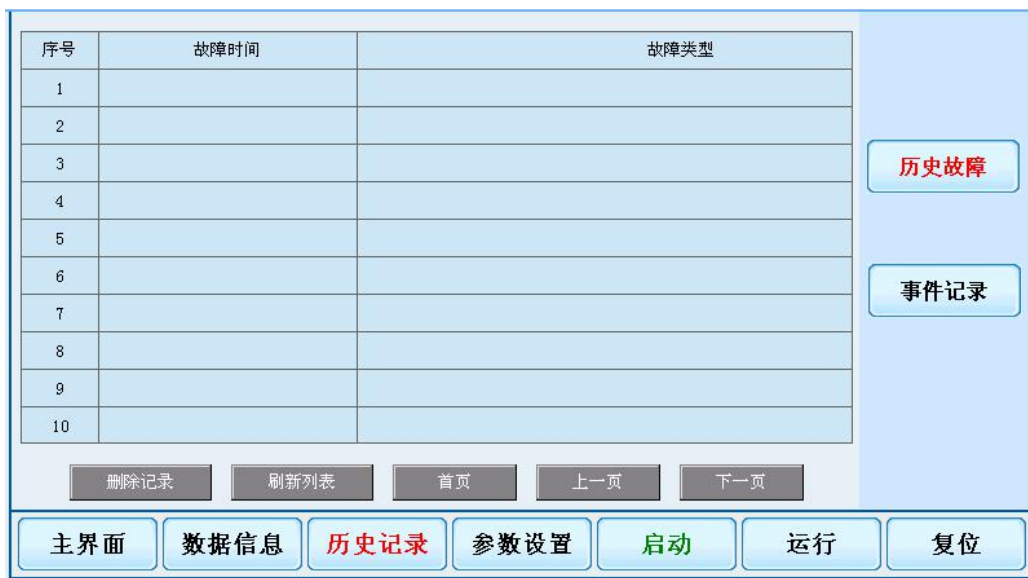 序号 故障时间 故障类型
1
2
3
历史故障
4
5
6
事件记录
7
8
9
10
删除记录 刷新列表 首页 上一页 下一页
主界面 数据信息 历史记录 参数设置 启动 运行 复位